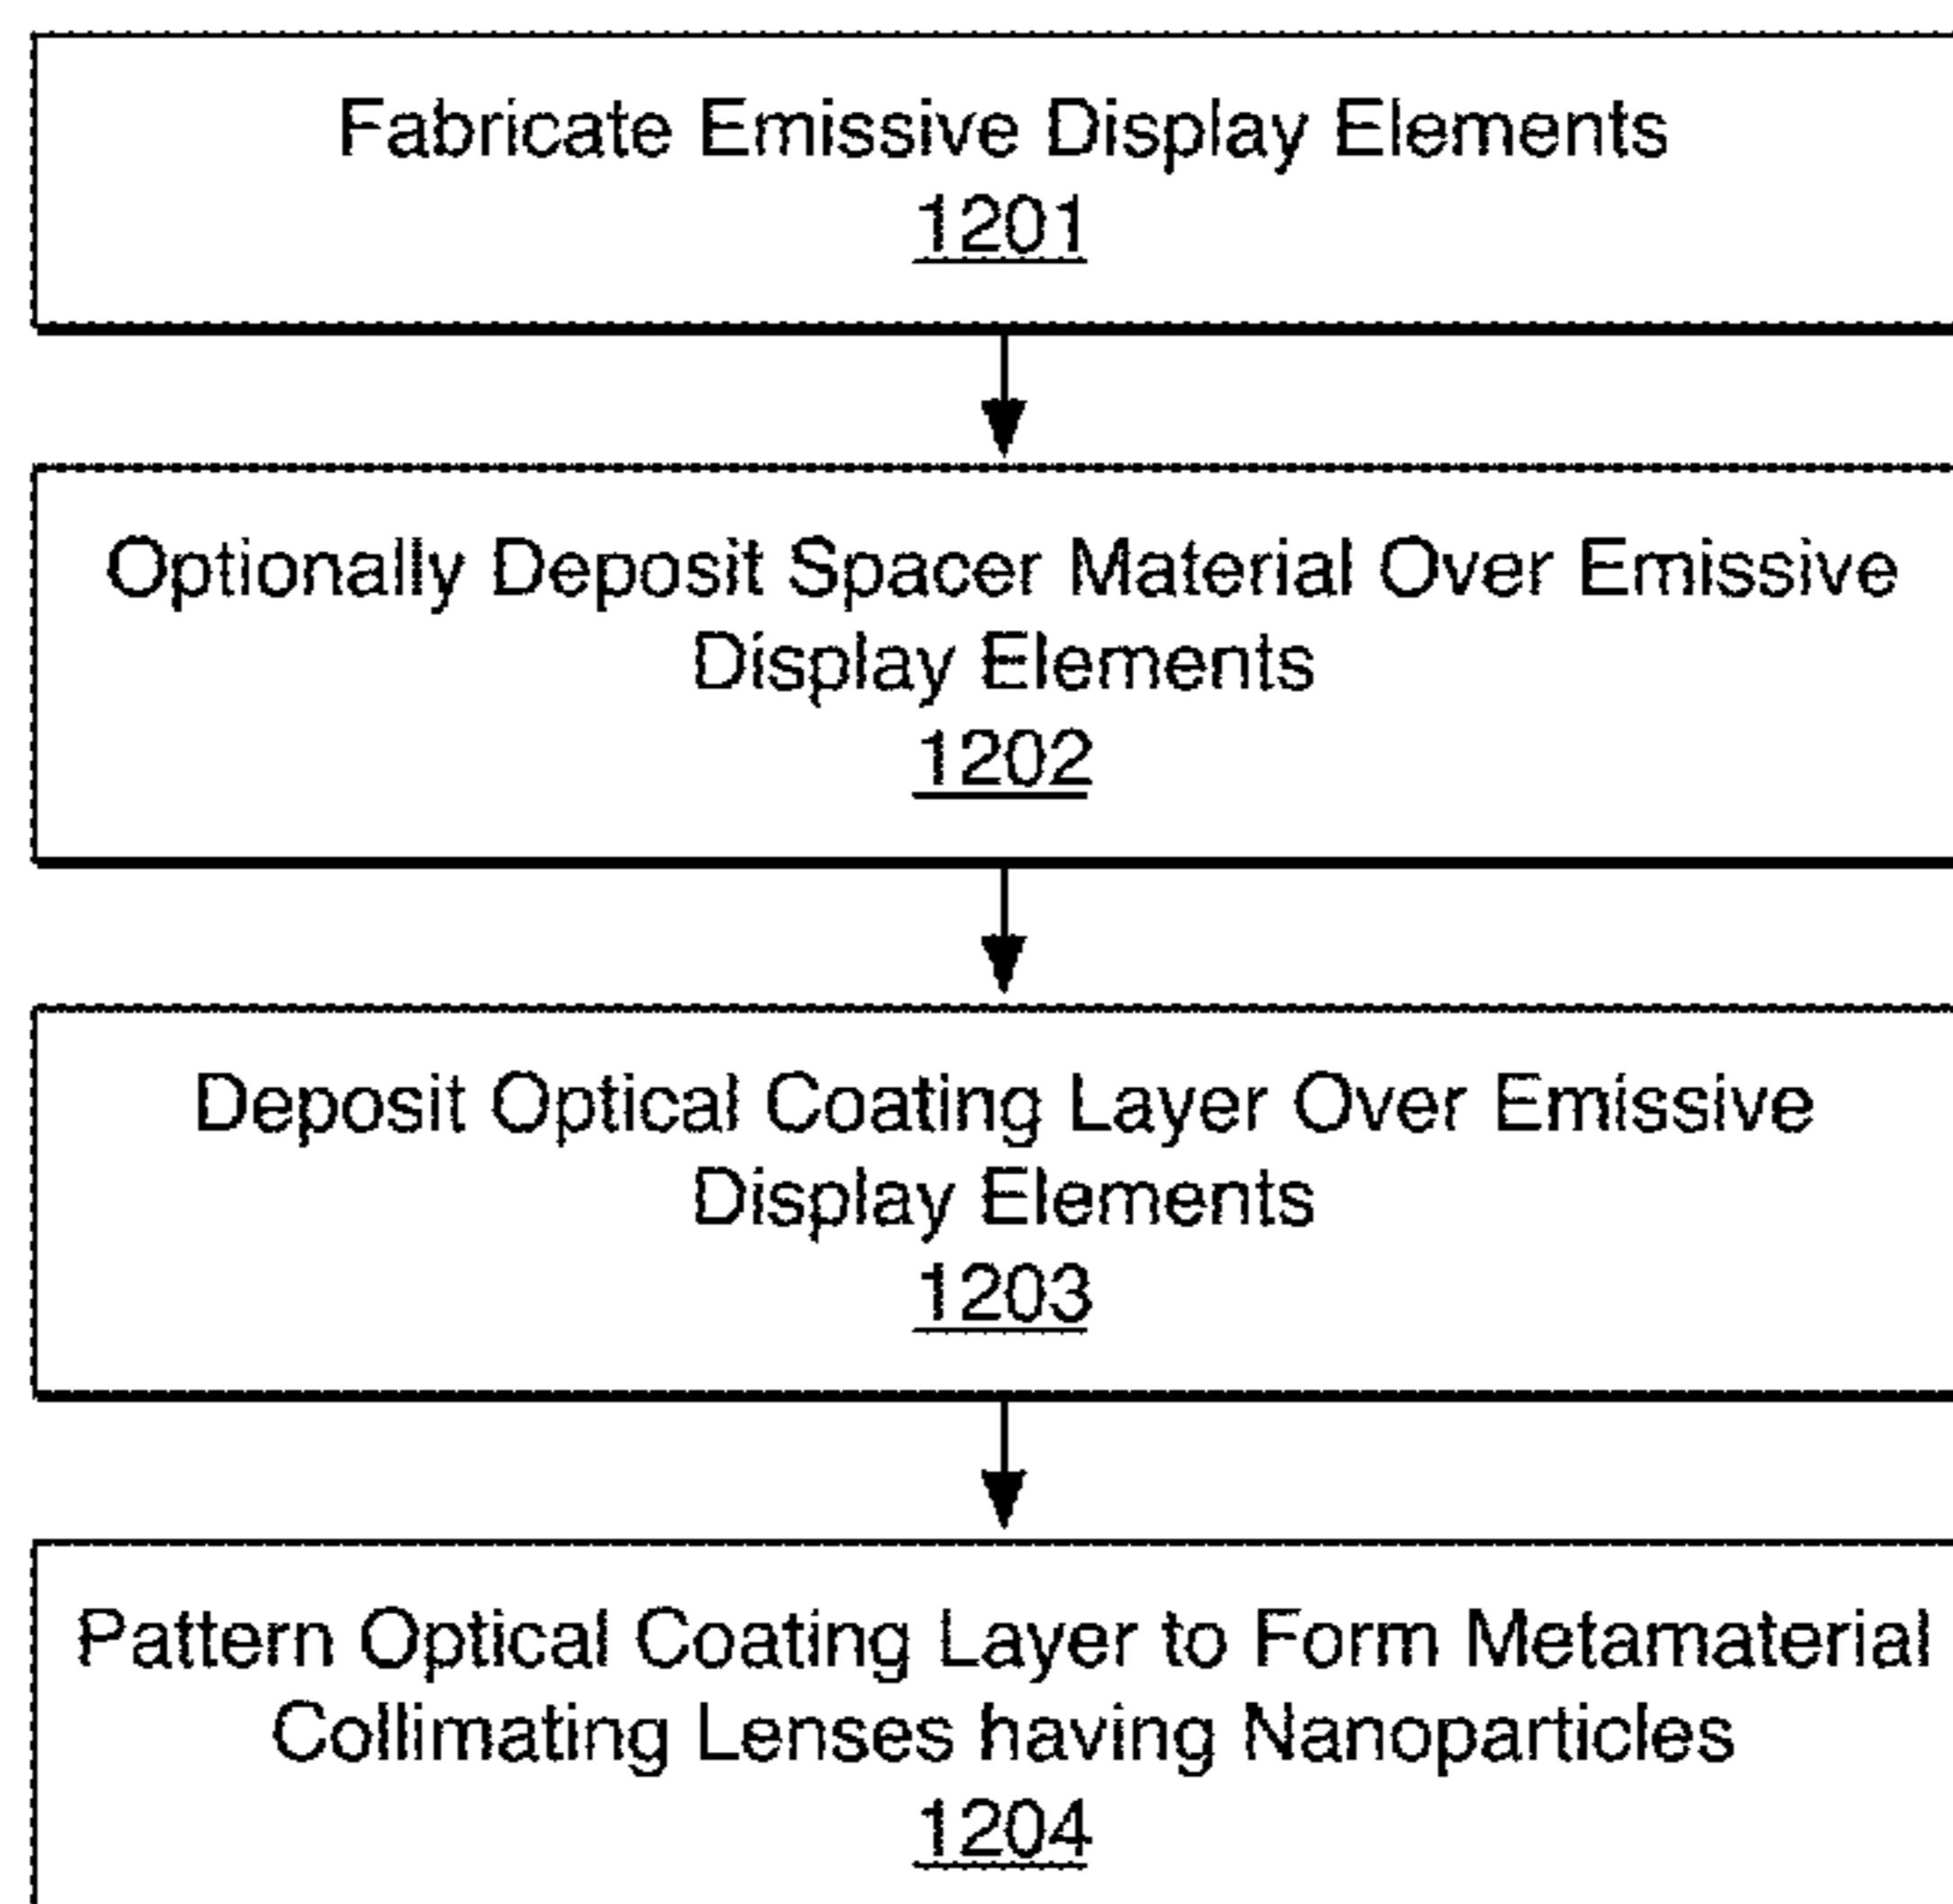 Fabricate Emissive Display Elements
1201
Optionally Deposit Spacer Material Over Emissive
Display Elements
1202
Deposit Optical Coating Layer Over Emissive
Display Elements
1203
Pattern Optical Coating Layer to Form Metamaterial
Collimating Lenses having Nanoparticles
1204